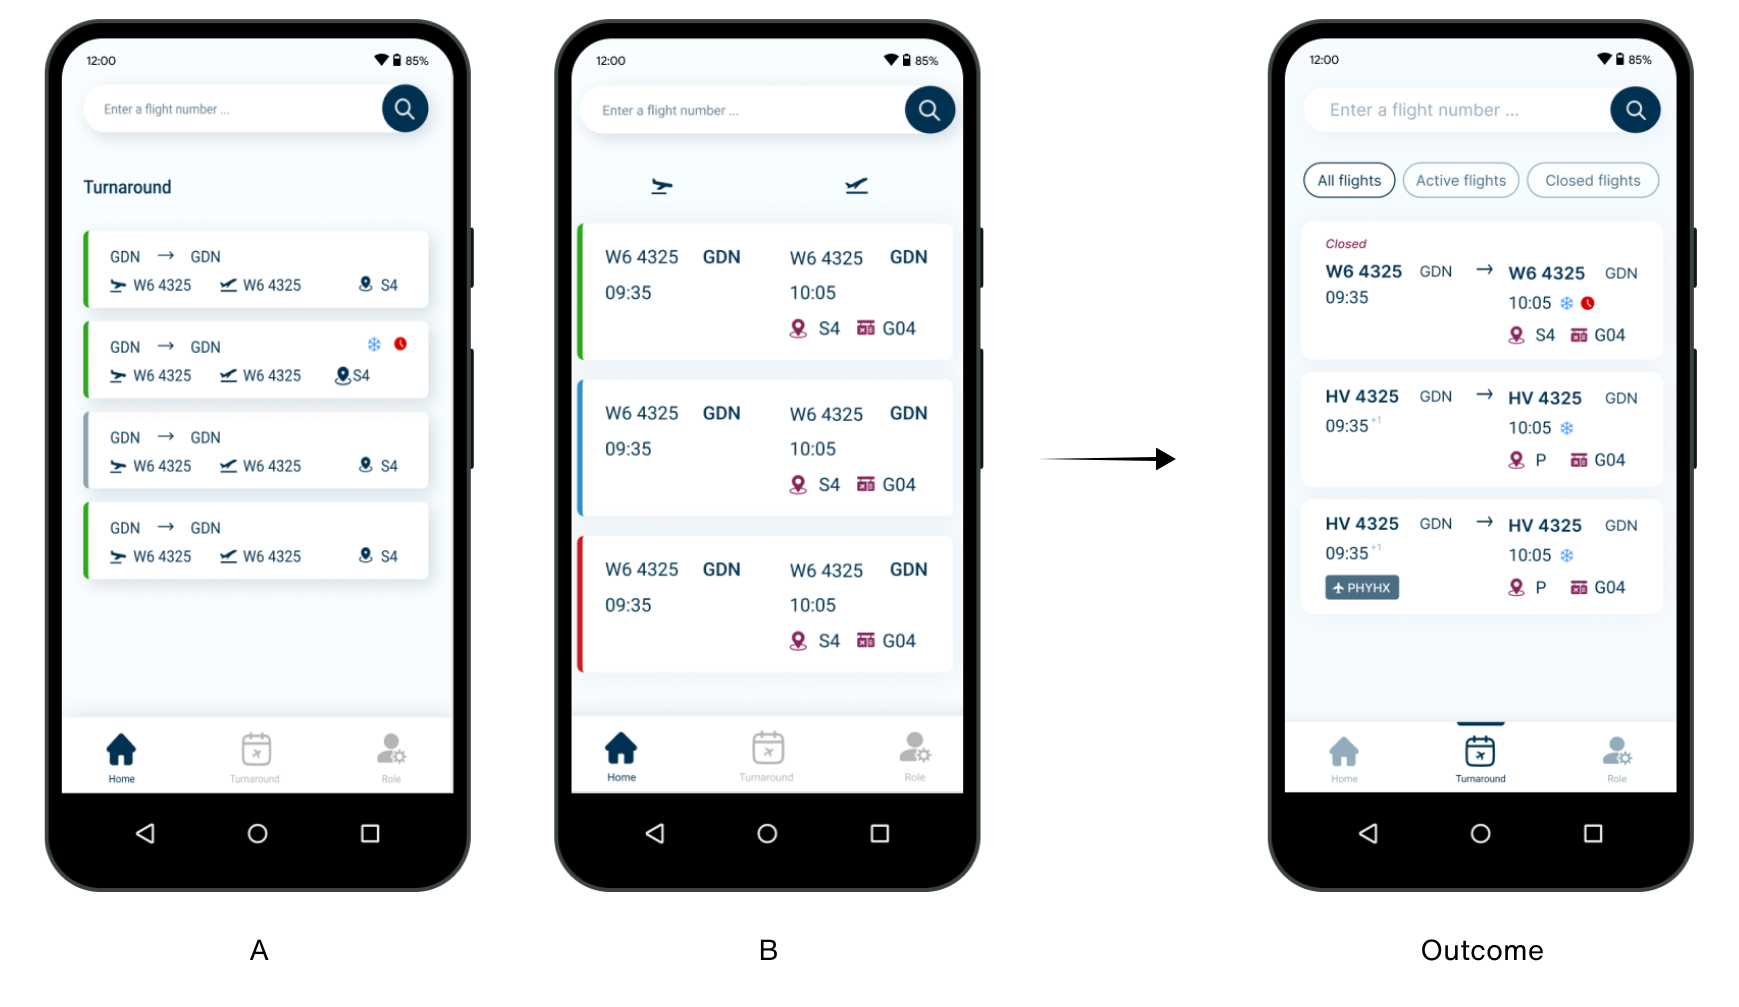 12:00 85%
Enter a flight number ...
Turnaround
GDN → GDN
W6 4325 W6 4325 S4
GDN → GDN
W6 4325 W6 4325 S4
GDN → GDN
W6 4325 W6 4325 S4
GDN → GDN
W6 4325 W6 4325 S4
Home Turnaround Role
A
12:00 85%
Enter a flight number ...
W6 4325 GDN W6 4325 GDN
09:35 10:05
S4 G04
W6 4325 GDN W6 4325 GDN
09:35 10:05
S4 G04
W6 4325 GDN W6 4325 GDN
09:35 10:05
S4 G04
Home Turnaround Role
B
12:00 85%
Enter a flight number ...
All flights Active flights Closed flights
Closed
W6 4325 GDN → W6 4325 GDN
09:35 10:05
S4 G04
HV 4325 GDN → HV 4325 GDN
09:35 +1 10:05
P G04
HV 4325 GDN → HV 4325 GDN
09:35 +1 10:05
PHYHX P G04
Home Turnaround Role
Outcome